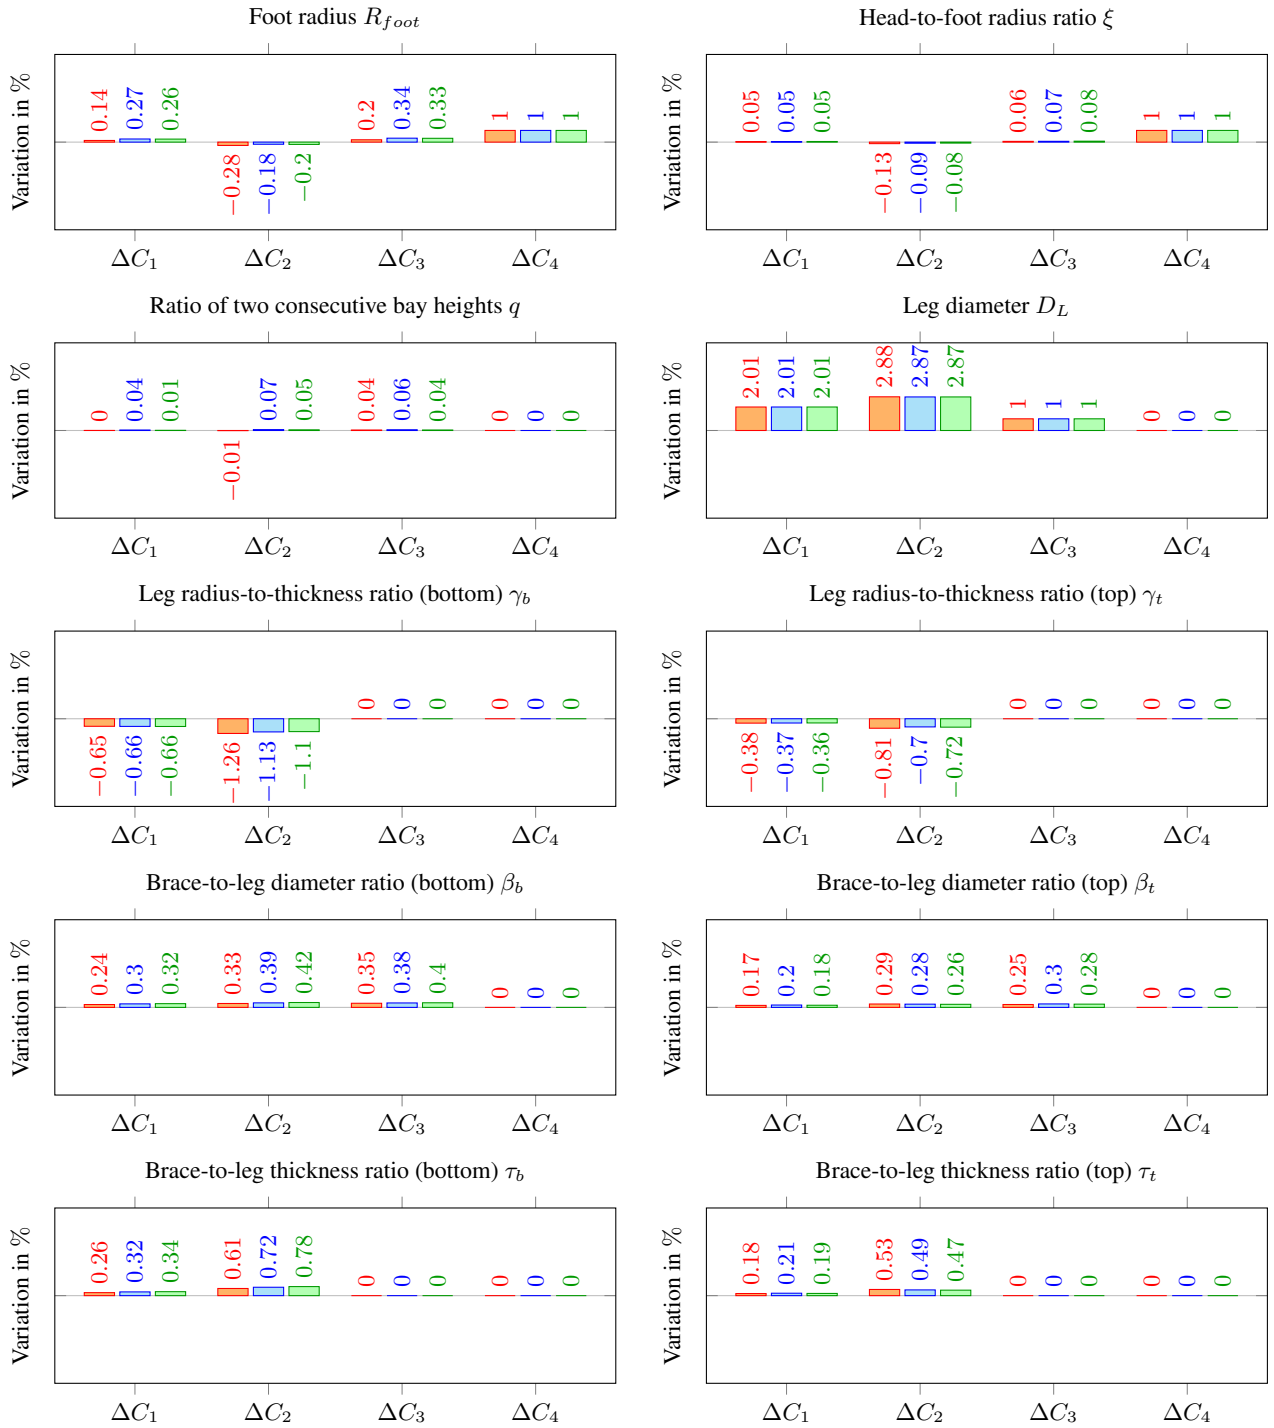 Foot radius R_foot
Variation in %
0.14 0.27 0.26 −0.28 −0.18 −0.2 0.2 0.34 0.33 1 1 1
ΔC₁ ΔC₂ ΔC₃ ΔC₄
Head-to-foot radius ratio ξ
Variation in %
0.05 0.05 0.05 −0.13 −0.09 −0.08 0.06 0.07 0.08 1 1 1
ΔC₁ ΔC₂ ΔC₃ ΔC₄
Ratio of two consecutive bay heights q
Variation in %
0 0.04 0.01 −0.01 0.07 0.05 0.04 0.06 0.04 0 0 0
ΔC₁ ΔC₂ ΔC₃ ΔC₄
Leg diameter D_L
Variation in %
2.01 2.01 2.01 2.88 2.87 2.87 1 1 1 0 0 0
ΔC₁ ΔC₂ ΔC₃ ΔC₄
Leg radius-to-thickness ratio (bottom) γ_b
Variation in %
−0.65 −0.66 −0.66 −1.26 −1.13 −1.1 0 0 0 0 0 0
ΔC₁ ΔC₂ ΔC₃ ΔC₄
Leg radius-to-thickness ratio (top) γ_t
Variation in %
−0.38 −0.37 −0.36 −0.81 −0.7 −0.72 0 0 0 0 0 0
ΔC₁ ΔC₂ ΔC₃ ΔC₄
Brace-to-leg diameter ratio (bottom) β_b
Variation in %
0.24 0.3 0.32 0.33 0.39 0.42 0.35 0.38 0.4 0 0 0
ΔC₁ ΔC₂ ΔC₃ ΔC₄
Brace-to-leg diameter ratio (top) β_t
Variation in %
0.17 0.2 0.18 0.29 0.28 0.26 0.25 0.3 0.28 0 0 0
ΔC₁ ΔC₂ ΔC₃ ΔC₄
Brace-to-leg thickness ratio (bottom) τ_b
Variation in %
0.26 0.32 0.34 0.61 0.72 0.78 0 0 0 0 0 0
ΔC₁ ΔC₂ ΔC₃ ΔC₄
Brace-to-leg thickness ratio (top) τ_t
Variation in %
0.18 0.21 0.19 0.53 0.49 0.47 0 0 0 0 0 0
ΔC₁ ΔC₂ ΔC₃ ΔC₄